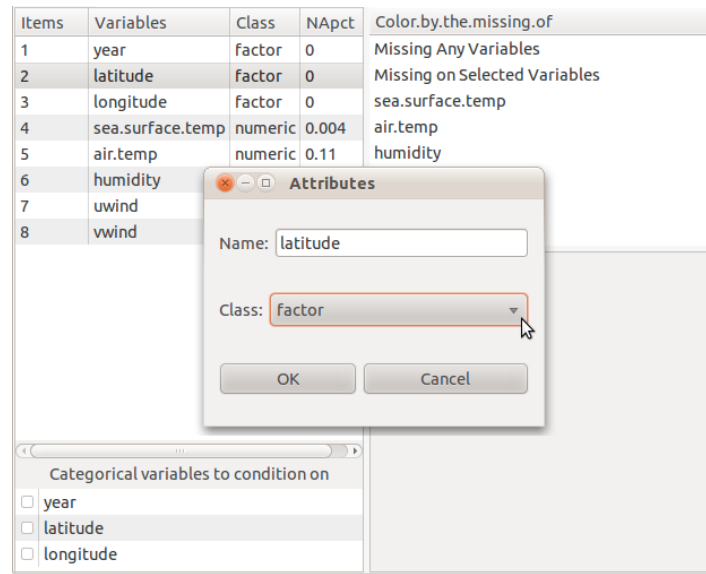 Items Variables Class NApct
1 year factor 0
2 latitude factor 0
3 longitude factor 0
4 sea.surface.temp numeric 0.004
5 air.temp numeric 0.11
6 humidity
7 uwind
8 vwind
Color.by.the.missing.of
Missing Any Variables
Missing on Selected Variables
sea.surface.temp
air.temp
humidity
Attributes
Name: latitude
Class: factor
OK Cancel
Categorical variables to condition on
year
latitude
longitude